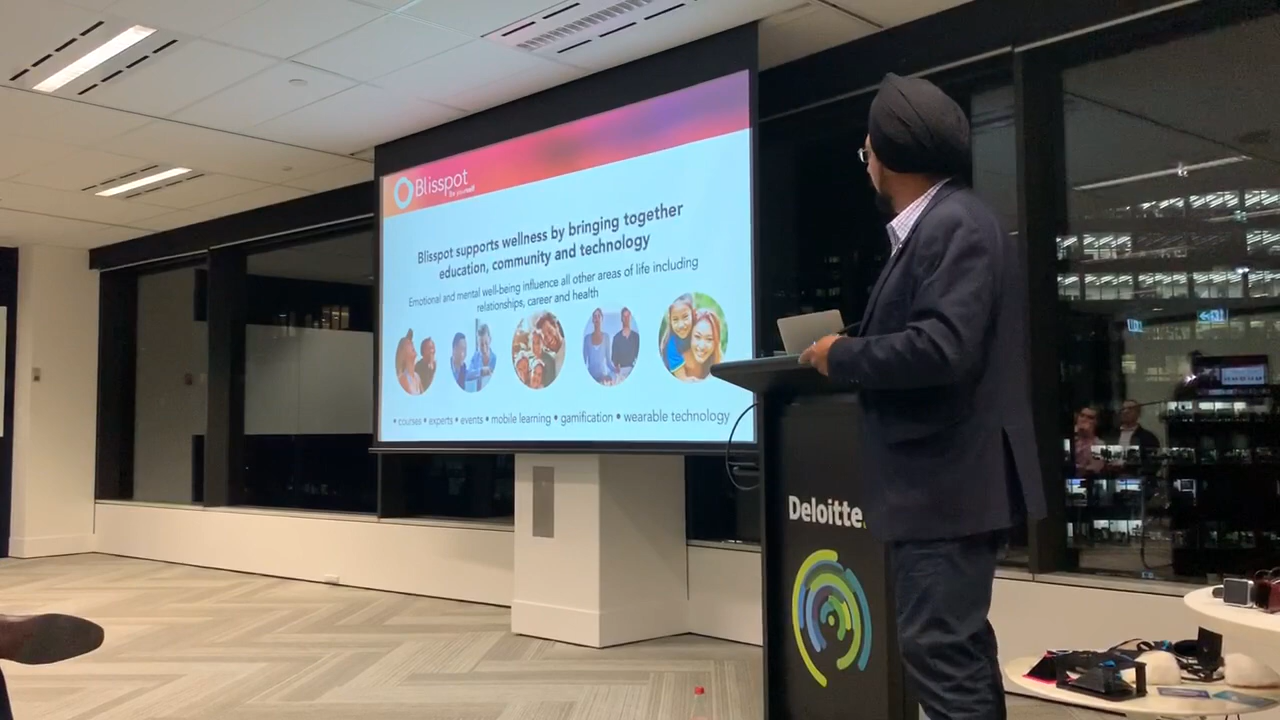 Blisspot
Be yourself
Blisspot supports wellness by bringing together
education, community and technology
Emotional and mental well-being influence all other areas of life including
relationships, career and health
• courses • experts • events • mobile learning • gamification • wearable technology
Deloitte.